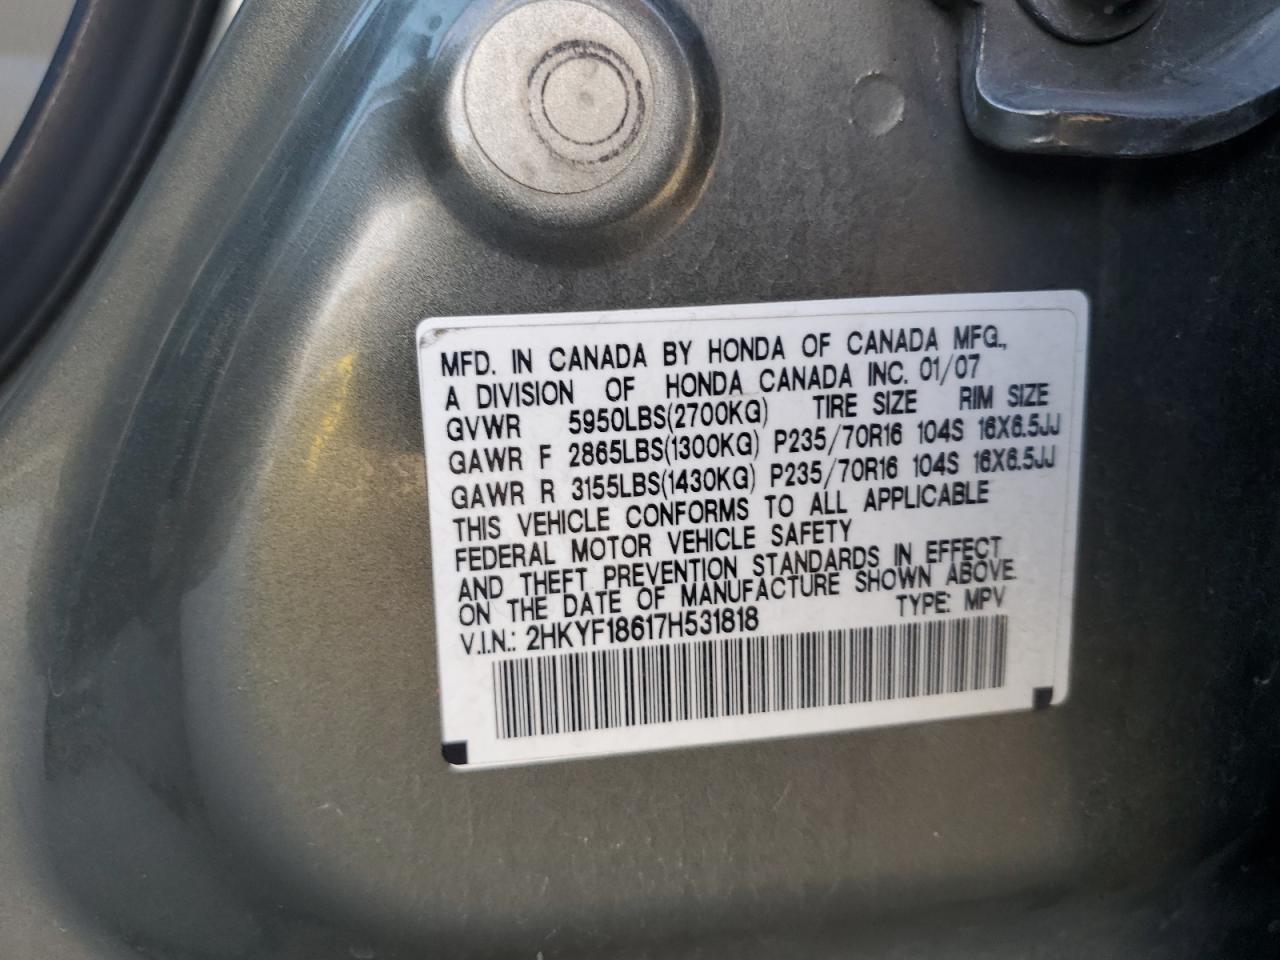 MFD. IN CANADA BY HONDA OF CANADA MFG.,
A DIVISION OF HONDA CANADA INC. 01/07
GVWR 5950LBS(2700KG) TIRE SIZE RIM SIZE
GAWR F 2865LBS(1300KG) P235/70R16 104S 16X6.5JJ
GAWR R 3155LBS(1430KG) P235/70R16 104S 16X6.5JJ
THIS VEHICLE CONFORMS TO ALL APPLICABLE
FEDERAL MOTOR VEHICLE SAFETY
AND THEFT PREVENTION STANDARDS IN EFFECT
ON THE DATE OF MANUFACTURE SHOWN ABOVE.
V.I.N.: 2HKYF18617H531818 TYPE: MPV